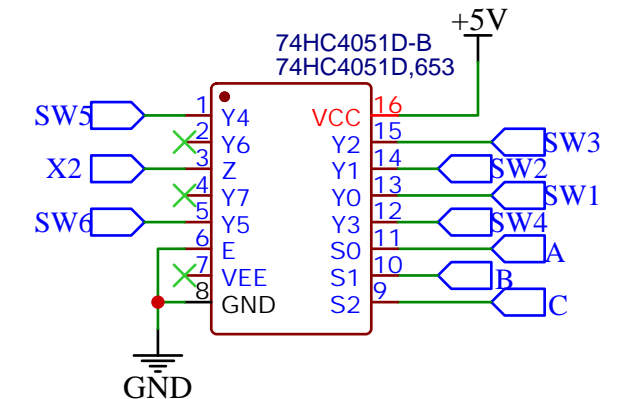 +5V
74HC4051D-B
74HC4051D,653
SW5 1 Y4 VCC 16
2 Y6 Y2 15 SW3
X2 3 Z Y1 14 SW2
4 Y7 Y0 13 SW1
SW6 5 Y5 Y3 12 SW4
6 E S0 11 A
7 VEE S1 10 B
8 GND S2 9 C
GND